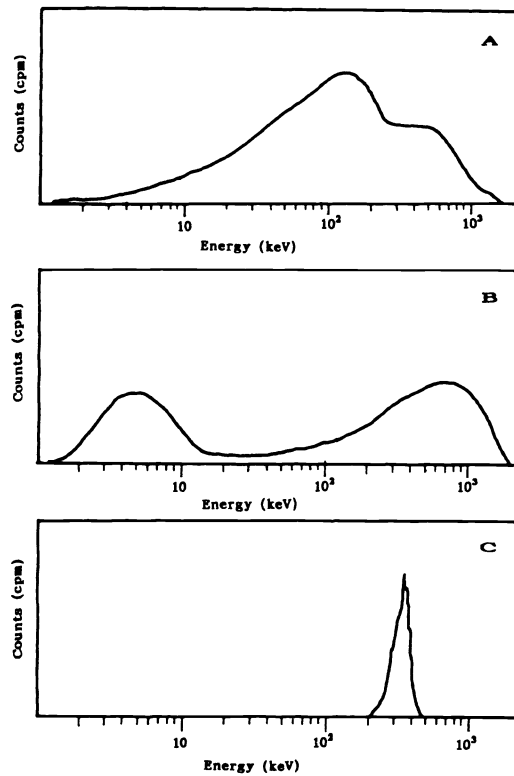 A
Counts (cpm)
10
10²
10³
Energy (keV)
B
Counts (cpm)
10
10²
10³
Energy (keV)
C
Counts (cpm)
10
10²
10³
Energy (keV)